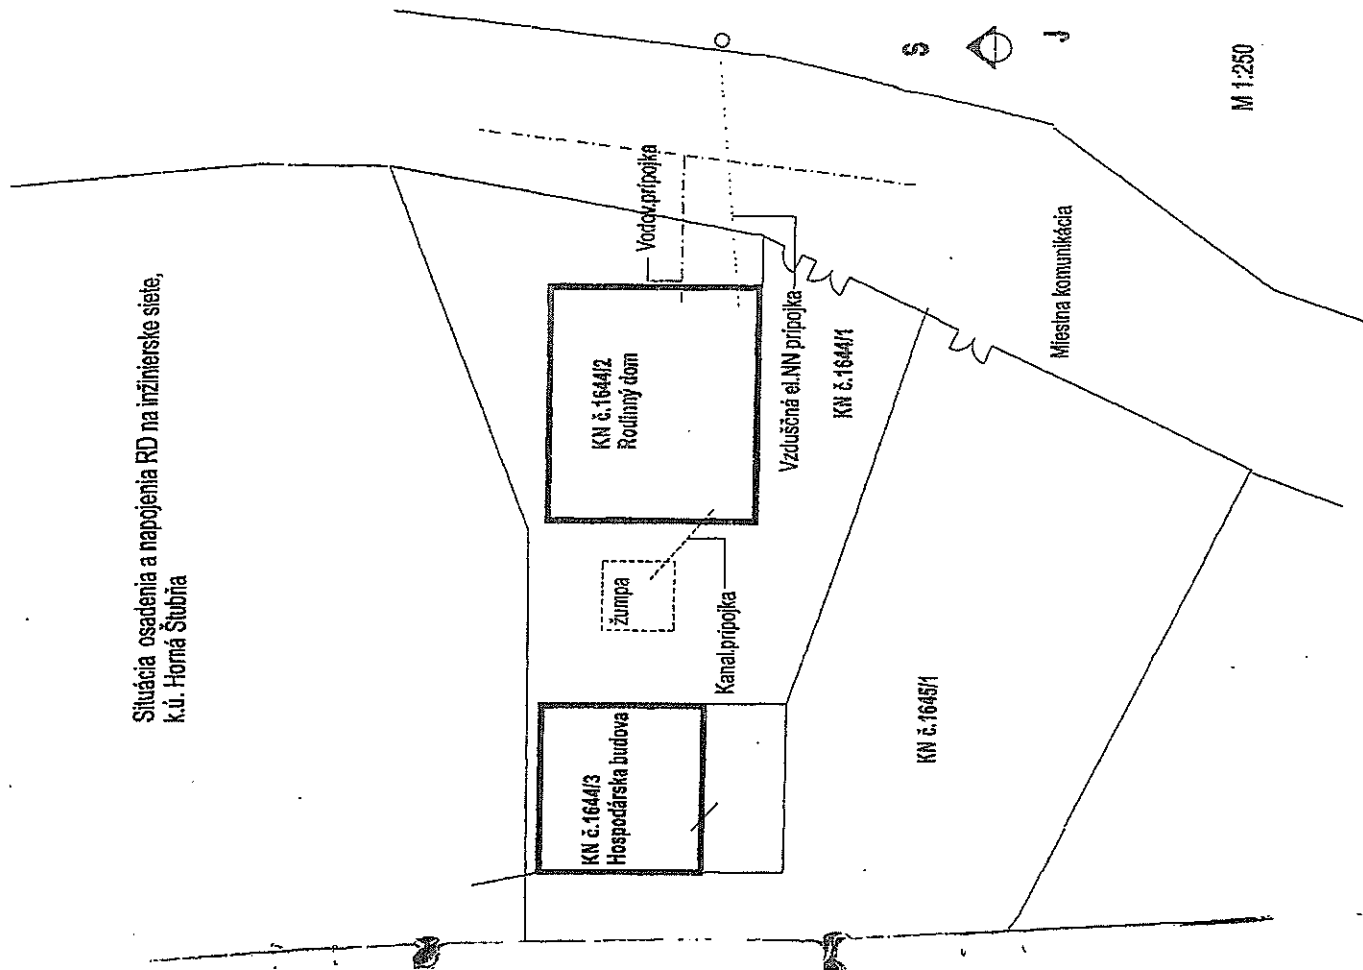 Situácia osadenia a napojenia RD na inžinierske siete,
k.ú. Horná Štubňa
KN č.1644/3
Hospodárska budova
žumpa
Kanal.prípojka
KN č.1644/2
Rodinný dom
Vodov.prípojka
Vzdušcná el.NN prípojka
KN č.1644/1
KN č.1645/1
Miestna komunikácia
S
J
M 1:250